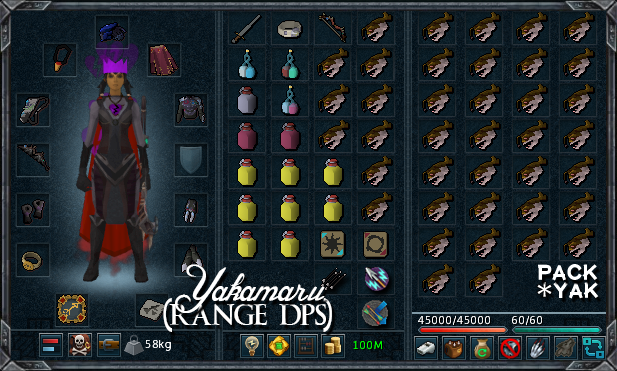 Yakamaru
(RANGE DPS)
PACK
*YAK
45000/45000
60/60
58kg
100M